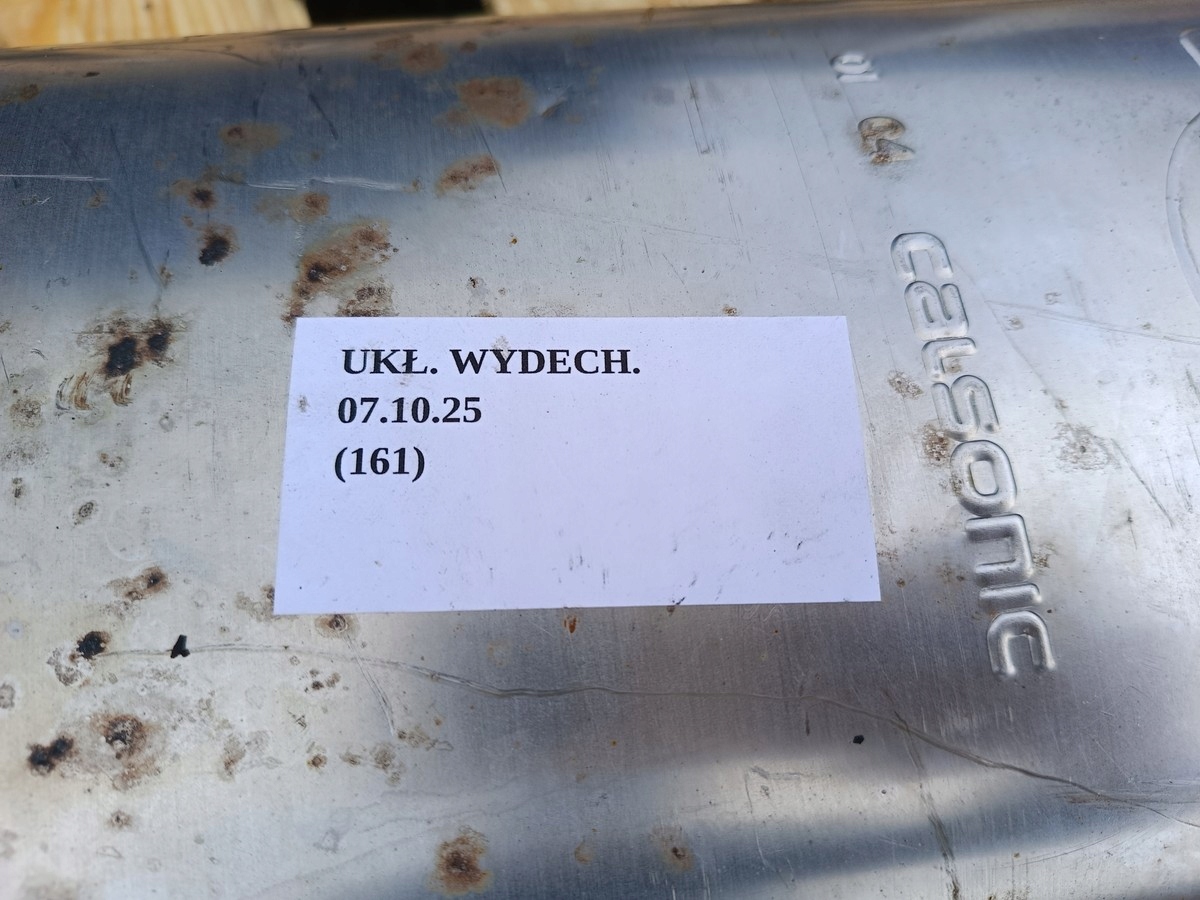 UKŁ. WYDECH.
07.10.25
(161)
calsonic